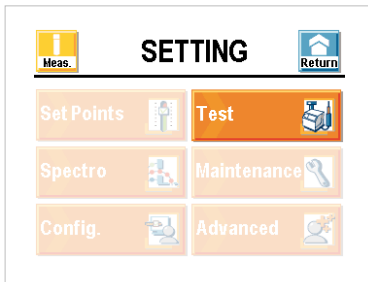 Meas.
SETTING
Return
Set Points
Test
Spectro
Maintenance
Config.
Advanced